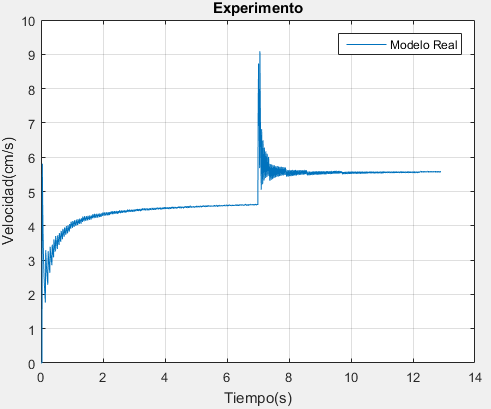 Experimento
10
9
8
7
6
5
4
3
2
1
0
Velocidad(cm/s)
Modelo Real
0 2 4 6 8 10 12 14
Tiempo(s)